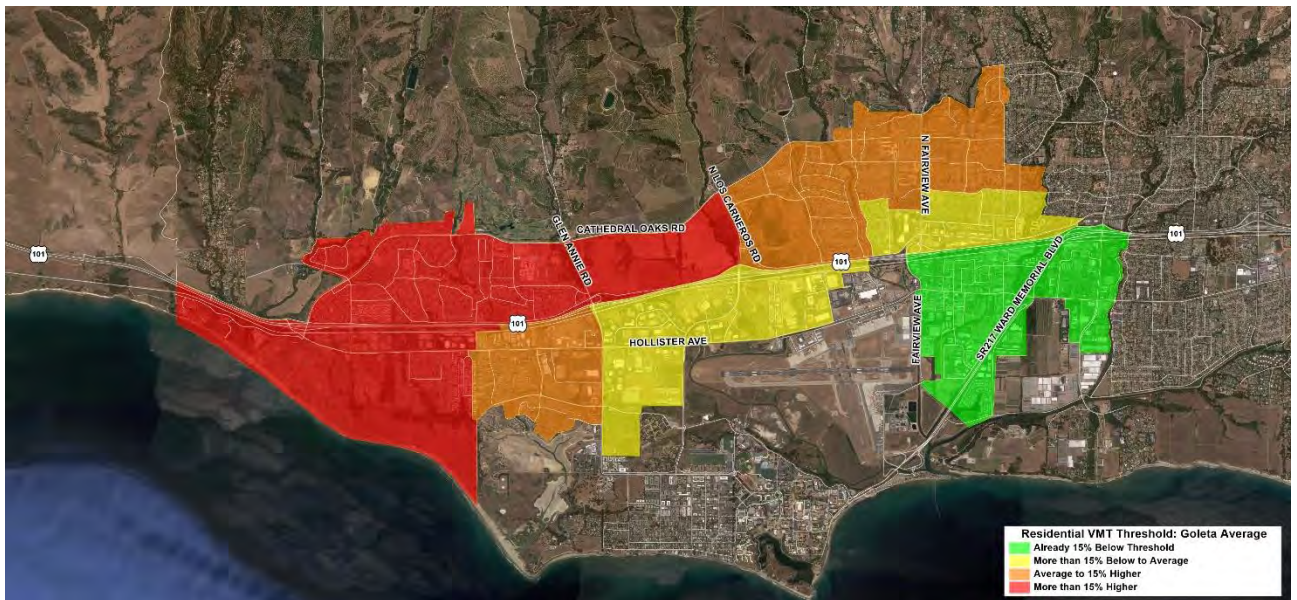 N FAIRVIEW AVE
N LOS CARNEROS RD
CATHEDRAL OAKS RD
GLEN ANNIE RD
101
101
101
101
SR217 WARD MEMORIAL BLVD
HOLLISTER AVE
FAIRVIEW AVE
Residential VMT Threshold: Goleta Average
Already 15% Below Threshold
More than 15% Below to Average
Average to 15% Higher
More than 15% Higher